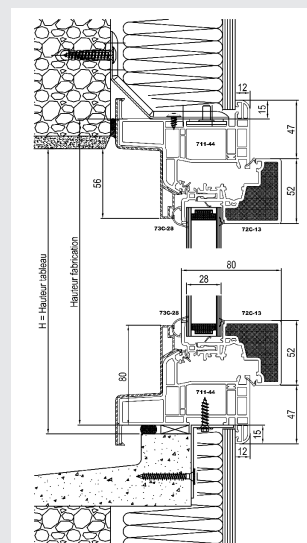 12
15
47
711-44
56
52
73C-28
72C-13
80
28
H = Hauteur tableau
Hauteur fabrication
73C-28
72C-13
80
52
711-44
47
15
12